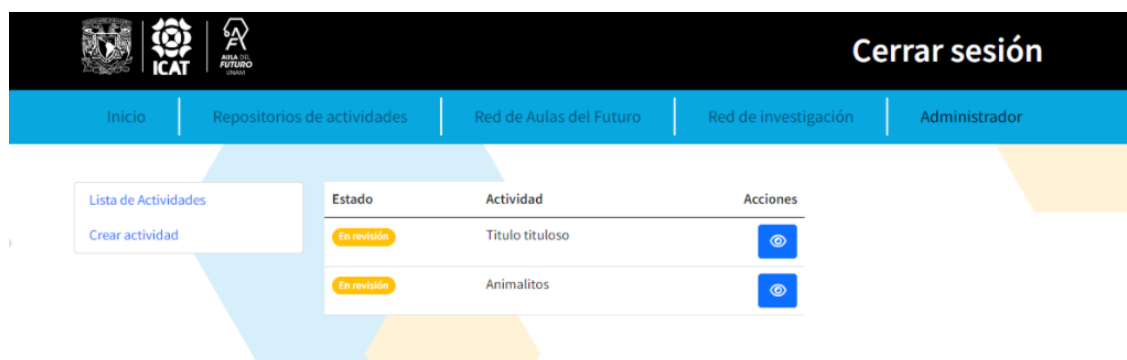 ICAT
AULA DEL
FUTURO
UNAM
Cerrar sesión
Inicio
Repositorios de actividades
Red de Aulas del Futuro
Red de investigación
Administrador
Lista de Actividades
Crear actividad
Estado Actividad Acciones
En revisión Titulo tituloso
En revisión Animalitos